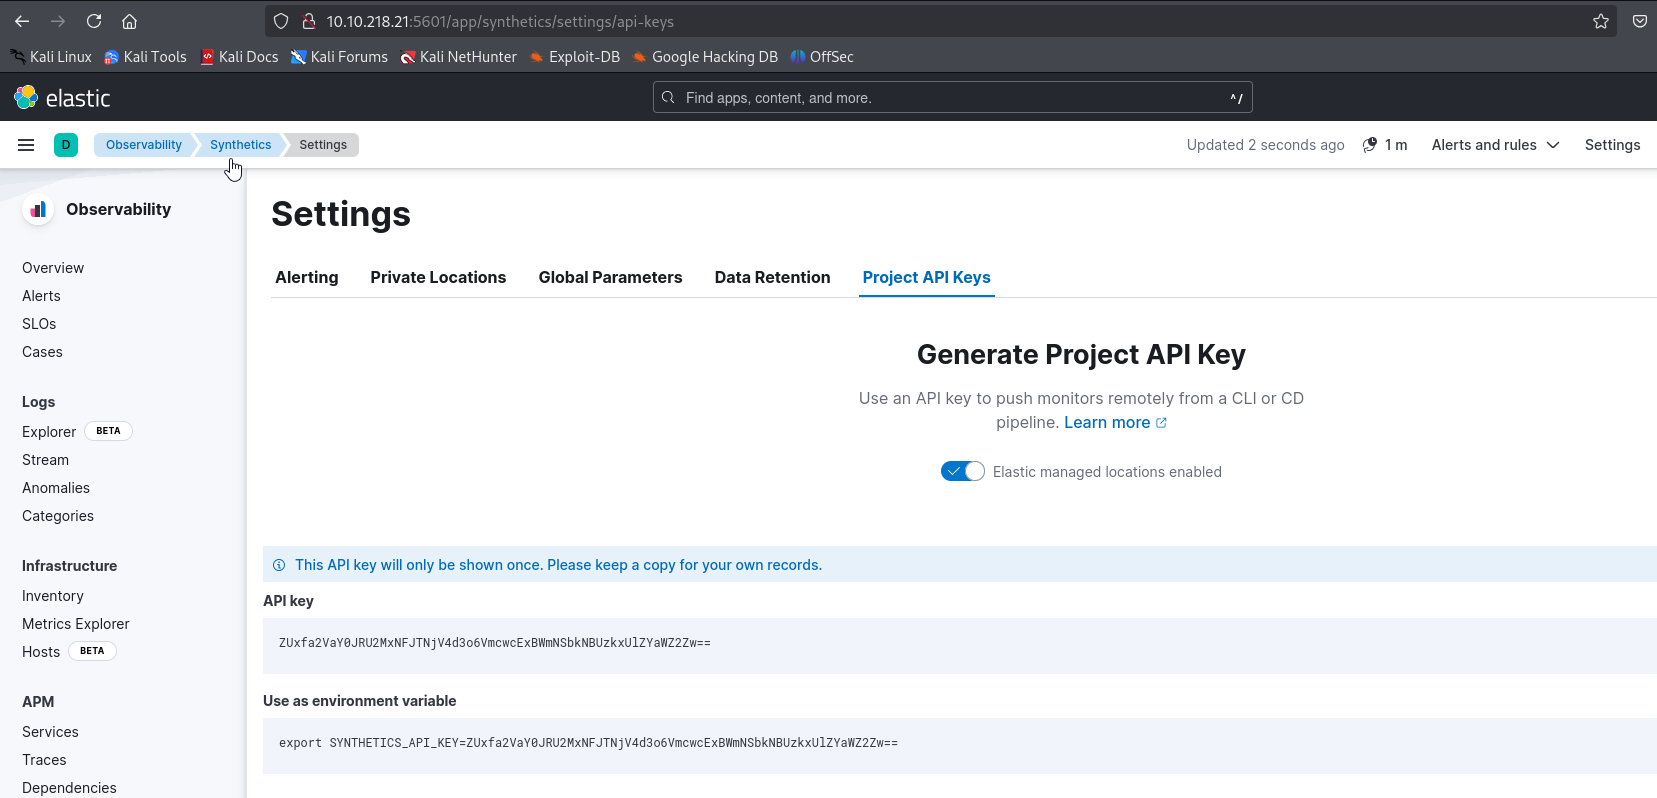 10.10.218.21:5601/app/synthetics/settings/api-keys
Kali Linux Kali Tools Kali Docs Kali Forums Kali NetHunter Exploit-DB Google Hacking DB OffSec
elastic Find apps, content, and more. ^/
D Observability Synthetics Settings Updated 2 seconds ago 1 m Alerts and rules Settings
Observability
Overview
Alerts
SLOs
Cases
Logs
Explorer BETA
Stream
Anomalies
Categories
Infrastructure
Inventory
Metrics Explorer
Hosts BETA
APM
Services
Traces
Dependencies
Settings
Alerting Private Locations Global Parameters Data Retention Project API Keys
Generate Project API Key
Use an API key to push monitors remotely from a CLI or CD
pipeline. Learn more
Elastic managed locations enabled
This API key will only be shown once. Please keep a copy for your own records.
API key
ZUxfa2VaY0JRU2MxNFJTNjV4d3o6VmcwcExBWmNSbkNBUzkxUlZYaWZ2Zw==
Use as environment variable
export SYNTHETICS_API_KEY=ZUxfa2VaY0JRU2MxNFJTNjV4d3o6VmcwcExBWmNSbkNBUzkxUlZYaWZ2Zw==